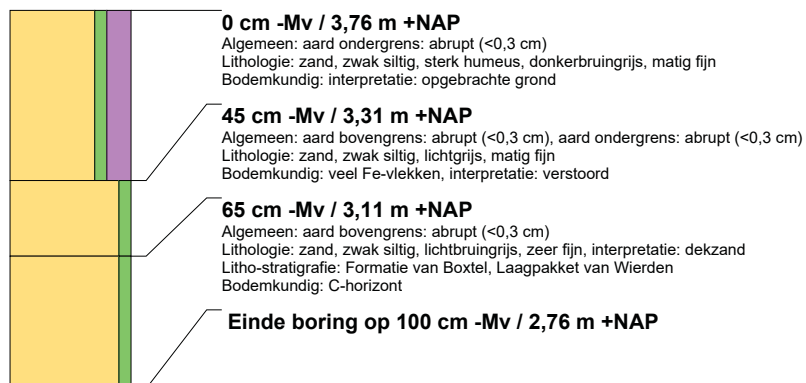 0 cm -Mv / 3,76 m +NAP
Algemeen: aard ondergrens: abrupt (<0,3 cm)
Lithologie: zand, zwak siltig, sterk humeus, donkerbruingrijs, matig fijn
Bodemkundig: interpretatie: opgebrachte grond
45 cm -Mv / 3,31 m +NAP
Algemeen: aard bovengrens: abrupt (<0,3 cm), aard ondergrens: abrupt (<0,3 cm)
Lithologie: zand, zwak siltig, lichtgrijs, matig fijn
Bodemkundig: veel Fe-vlekken, interpretatie: verstoord
65 cm -Mv / 3,11 m +NAP
Algemeen: aard bovengrens: abrupt (<0,3 cm)
Lithologie: zand, zwak siltig, lichtbruingrijs, zeer fijn, interpretatie: dekzand
Litho-stratigrafie: Formatie van Boxtel, Laagpakket van Wierden
Bodemkundig: C-horizont
Einde boring op 100 cm -Mv / 2,76 m +NAP